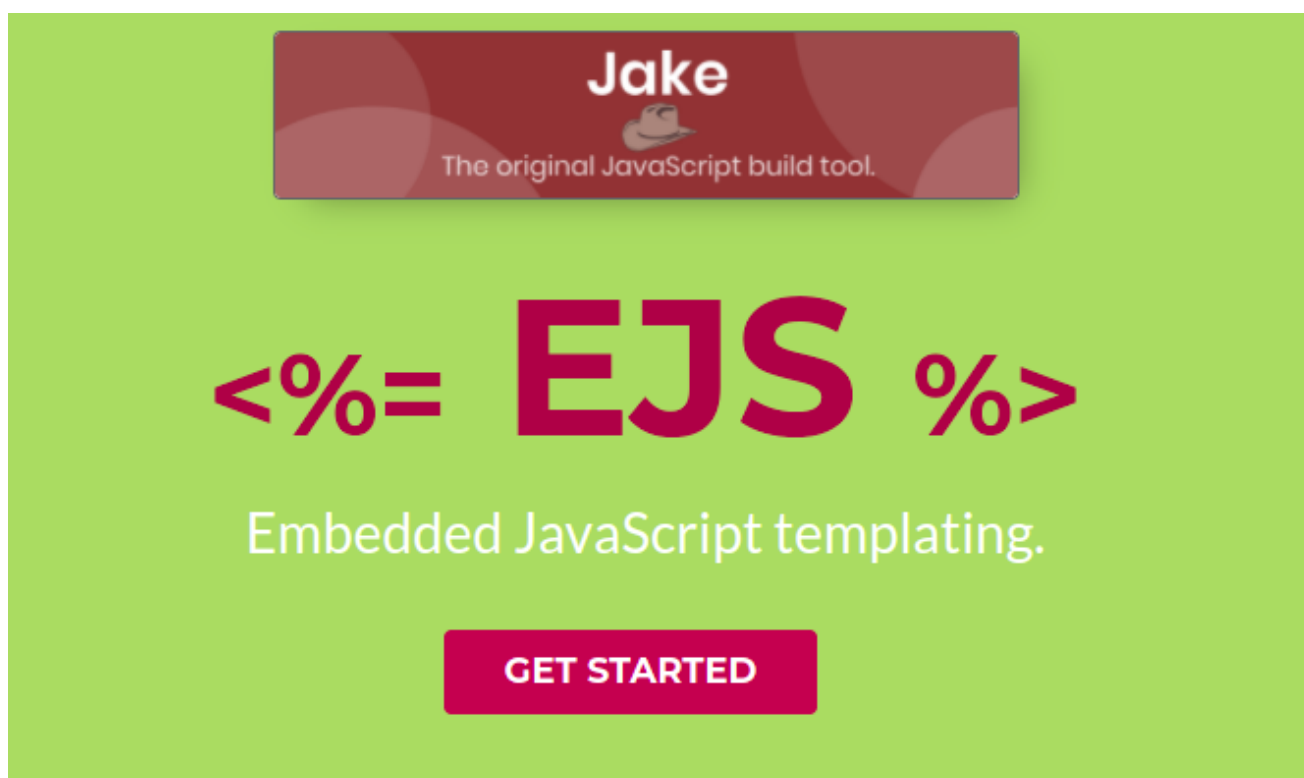 Jake
The original JavaScript build tool.
<%= EJS %>
Embedded JavaScript templating.
GET STARTED